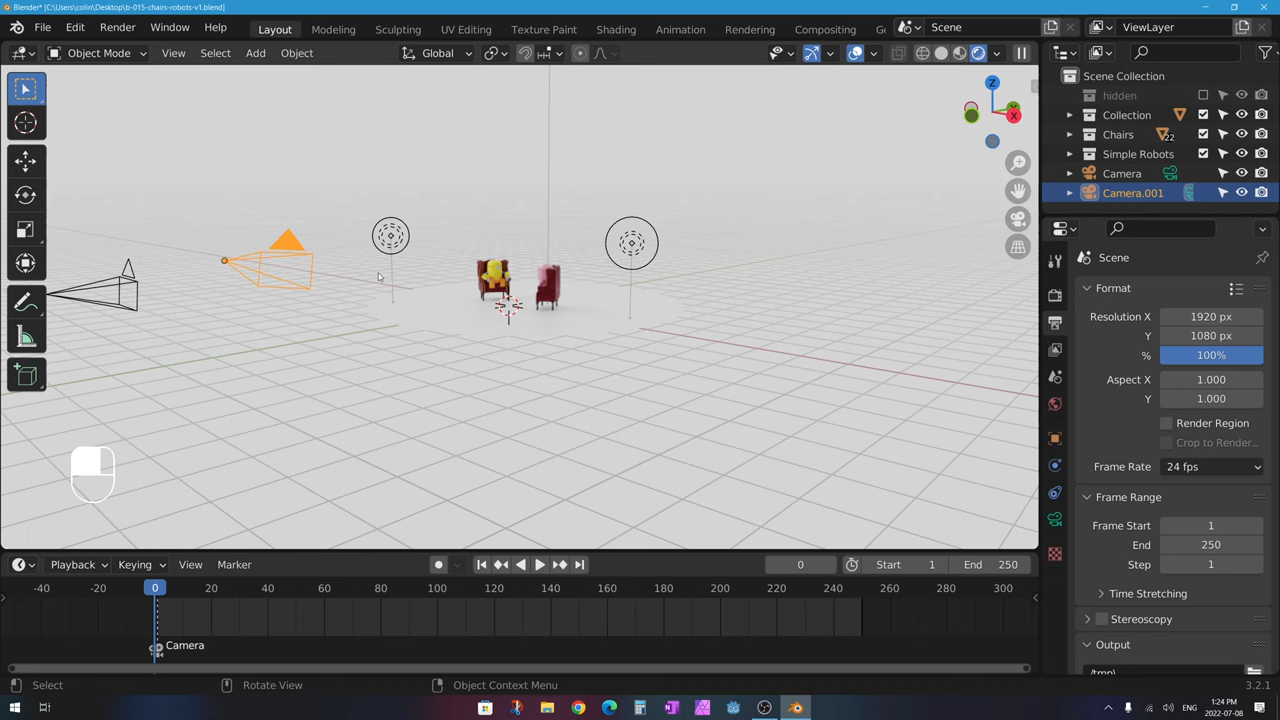 Blender* [C:\Users\colin\Desktop\b-015-chairs-robots-v1.blend]
File Edit Render Window Help Layout Modeling Sculpting UV Editing Texture Paint Shading Animation Rendering Compositing Ge Scene ViewLayer
Object Mode View Select Add Object Global
Z
X
Y
Scene Collection
hidden
Collection
Chairs 22
Simple Robots
Camera
Camera.001
Scene
Format
Resolution X 1920 px
Y 1080 px
% 100%
Aspect X 1.000
Y 1.000
Render Region
Crop to Render...
Frame Rate 24 fps
Frame Range
Frame Start 1
End 250
Step 1
Time Stretching
Stereoscopy
Output
/tmp\
Playback Keying View Marker 0 Start 1 End 250
-40 -20 0 20 40 60 80 100 120 140 160 180 200 220 240 260 280 300
Camera
Select Rotate View Object Context Menu 3.2.1
ENG 1:24 PM
2022-07-08